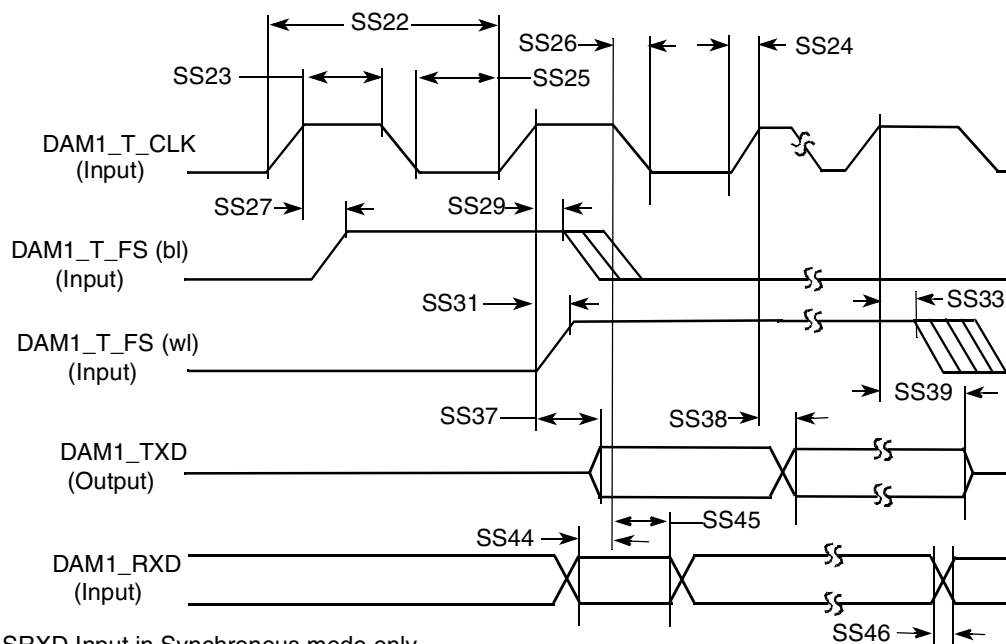 SS22
SS26
SS24
SS23
SS25
DAM1_T_CLK
(Input)
SS27
SS29
DAM1_T_FS (bl)
(Input)
SS31
SS33
DAM1_T_FS (wl)
(Input)
SS39
SS37
SS38
DAM1_TXD
(Output)
SS44
SS45
DAM1_RXD
(Input)
SS46
SRXD Input in Synchronous mode only